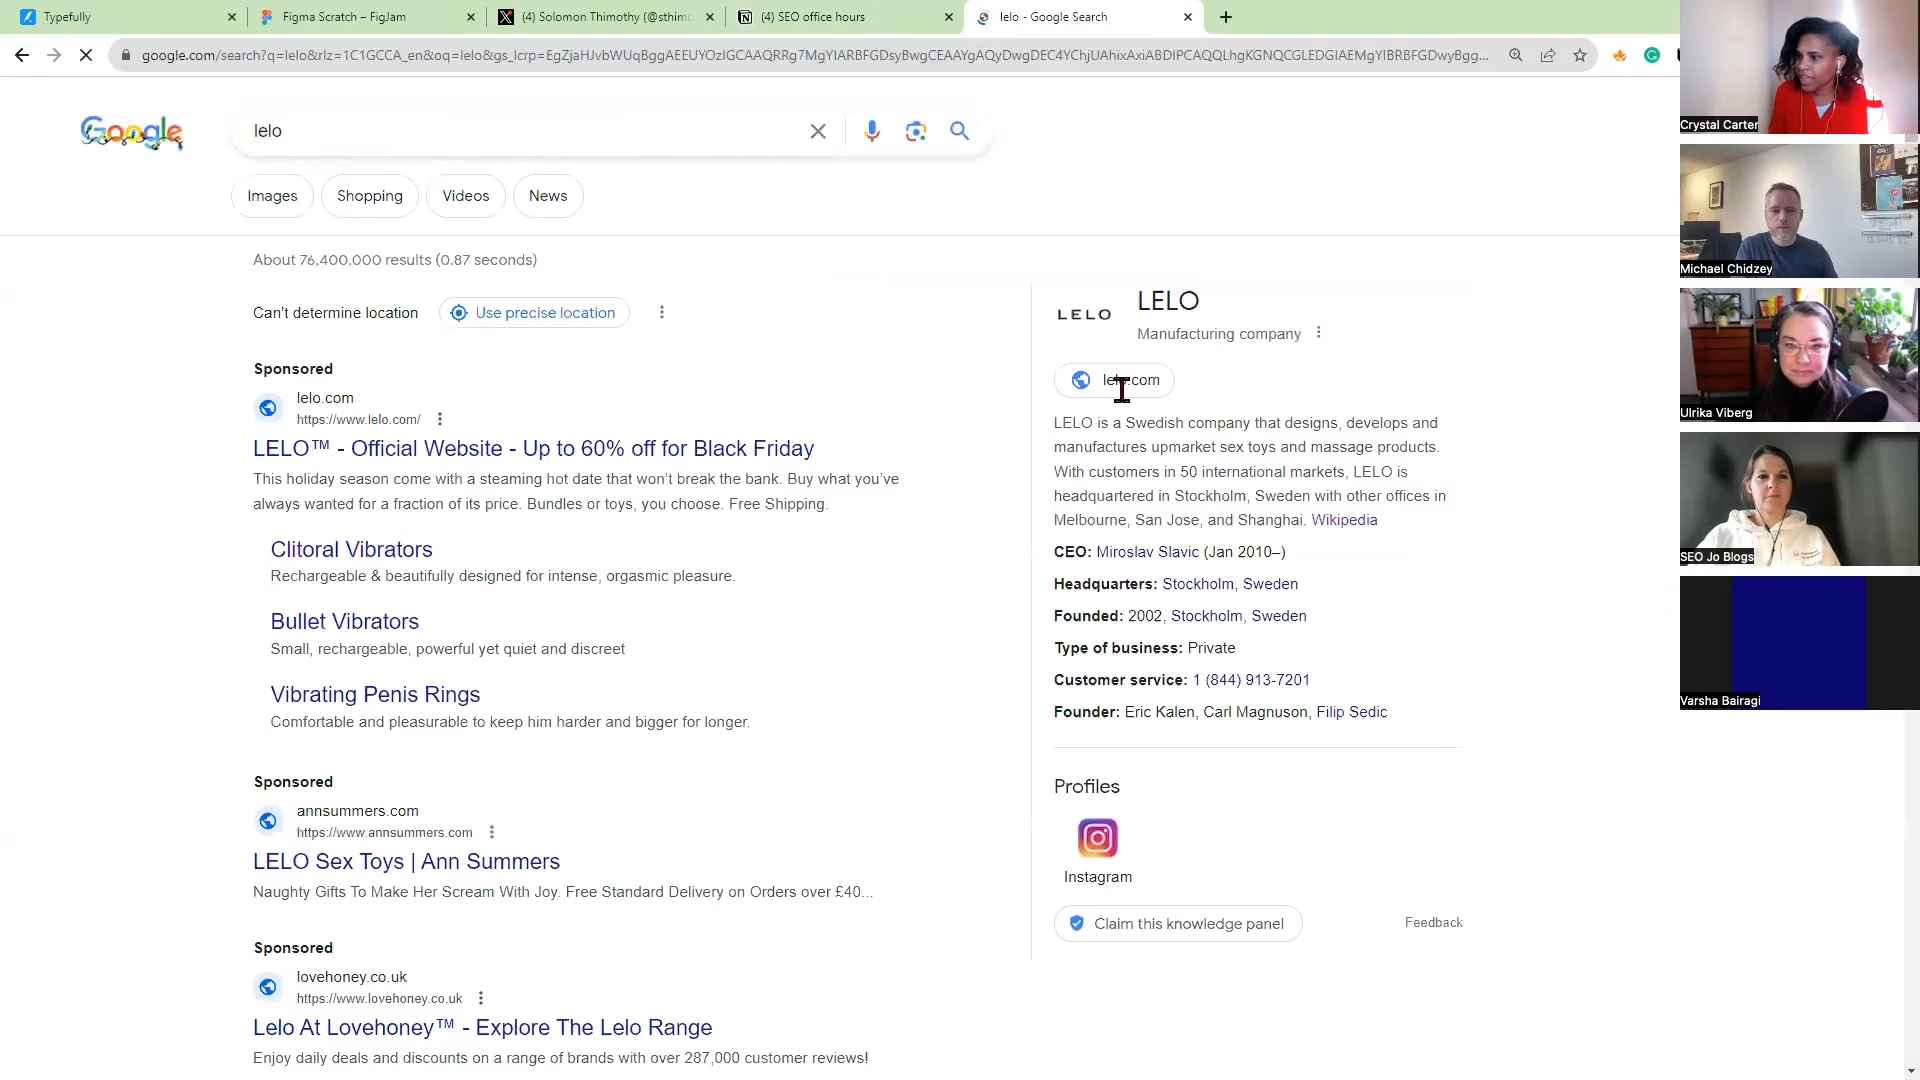 Typefully
Figma Scratch – FigJam
(4) Solomon Thimothy (@sthimo
(4) SEO office hours
lelo - Google Search
google.com/search?q=lelo&rlz=1C1GCCA_en&oq=lelo&gs_lcrp=
Google
lelo
Images
Shopping
Videos
News
About 76,400,000 results (0.87 seconds)
Can't determine location
Use precise location
Sponsored
lelo.com
https://www.lelo.com/
LELO™ - Official Website - Up to 60% off for Black Friday
This holiday season come with a steaming hot date that won't break the bank. Buy what you've
always wanted for a fraction of its price. Bundles or toys, you choose. Free Shipping.
Clitoral Vibrators
Rechargeable & beautifully designed for intense, orgasmic pleasure.
Bullet Vibrators
Small, rechargeable, powerful yet quiet and discreet
Vibrating Penis Rings
Comfortable and pleasurable to keep him harder and bigger for longer.
Sponsored
annsummers.com
https://www.annsummers.com
LELO Sex Toys | Ann Summers
Naughty Gifts To Make Her Scream With Joy. Free Standard Delivery on Orders over £40...
Sponsored
lovehoney.co.uk
https://www.lovehoney.co.uk
Lelo At Lovehoney™ - Explore The Lelo Range
Enjoy daily deals and discounts on a range of brands with over 287,000 customer reviews!
LELO
LELO
Manufacturing company
lelo.com
LELO is a Swedish company that designs, develops and
manufactures upmarket sex toys and massage products.
With customers in 50 international markets, LELO is
headquartered in Stockholm, Sweden with other offices in
Melbourne, San Jose, and Shanghai. Wikipedia
CEO: Miroslav Slavic (Jan 2010–)
Headquarters: Stockholm, Sweden
Founded: 2002, Stockholm, Sweden
Type of business: Private
Customer service: 1 (844) 913-7201
Founder: Eric Kalen, Carl Magnuson, Filip Sedic
Profiles
Instagram
Claim this knowledge panel
Feedback
Crystal Carter
Michael Chidzey
Ulrika Viberg
SEO Jo Blogs
Varsha Bairagi